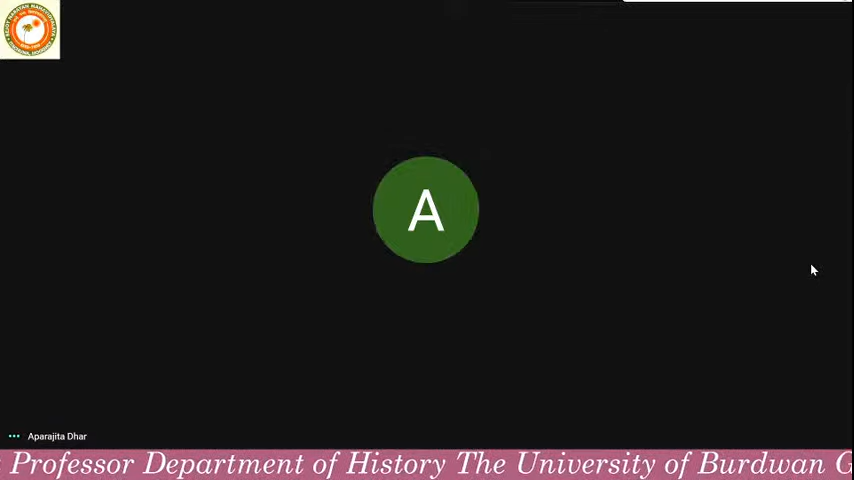 A
Aparajita Dhar
Professor Department of History The University of Burdwan